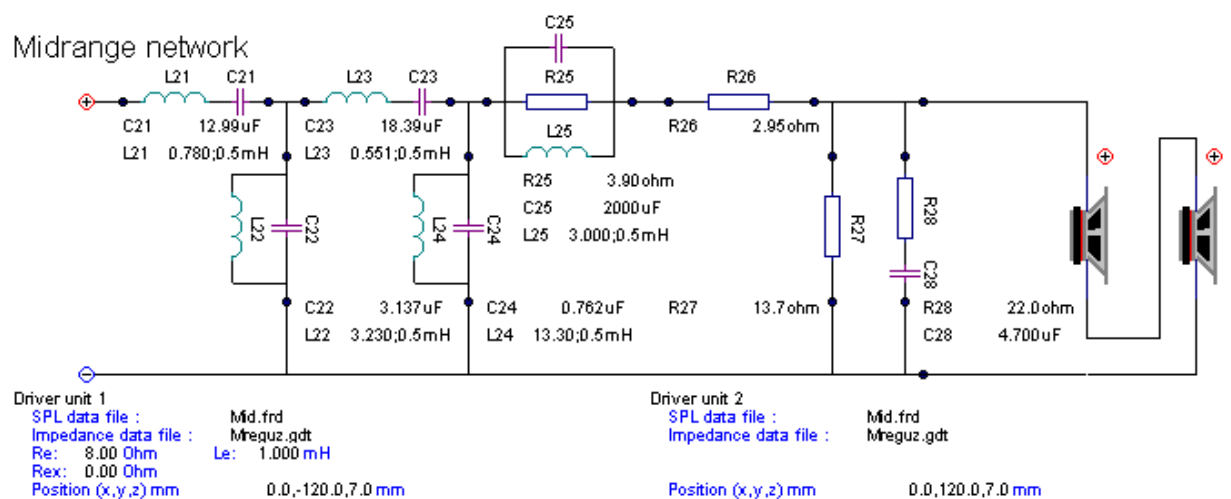 Midrange network
C25
L21 C21 L23 C23 R25 R26
L25
C21 12.99uF C23 18.39uF R26 2.95ohm
L21 0.780;0.5mH L23 0.551;0.5mH
R25 3.90ohm
C25 2000uF
L25 3.000;0.5mH
L22 C22 L24 C24 R27 R28 C28
C22 3.137uF C24 0.762uF R27 13.7ohm R28 22.0ohm
L22 3.230;0.5mH L24 13.30;0.5mH C28 4.700uF
Driver unit 1
SPL data file : Mid.frd
Impedance data file : Mreguz.gdt
Re: 8.00 Ohm Le: 1.000 mH
Rex: 0.00 Ohm
Position (x,y,z) mm 0.0,-120.0,7.0 mm
Driver unit 2
SPL data file : Mid.frd
Impedance data file : Mreguz.gdt
Position (x,y,z) mm 0.0,120.0,7.0 mm